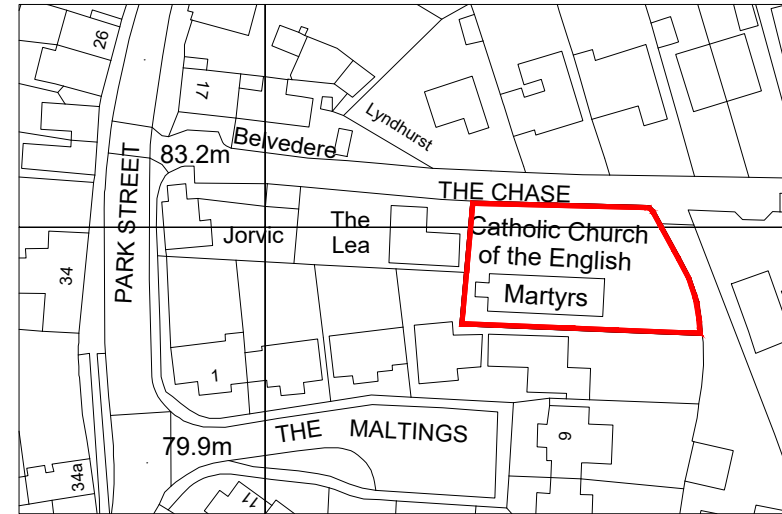 26
17
Belvedere
Lyndhurst
83.2m
PARK STREET
THE CHASE
Jorvic
The
Lea
Catholic Church
of the English
Martyrs
34
1
THE MALTINGS
79.9m
9
34a
11